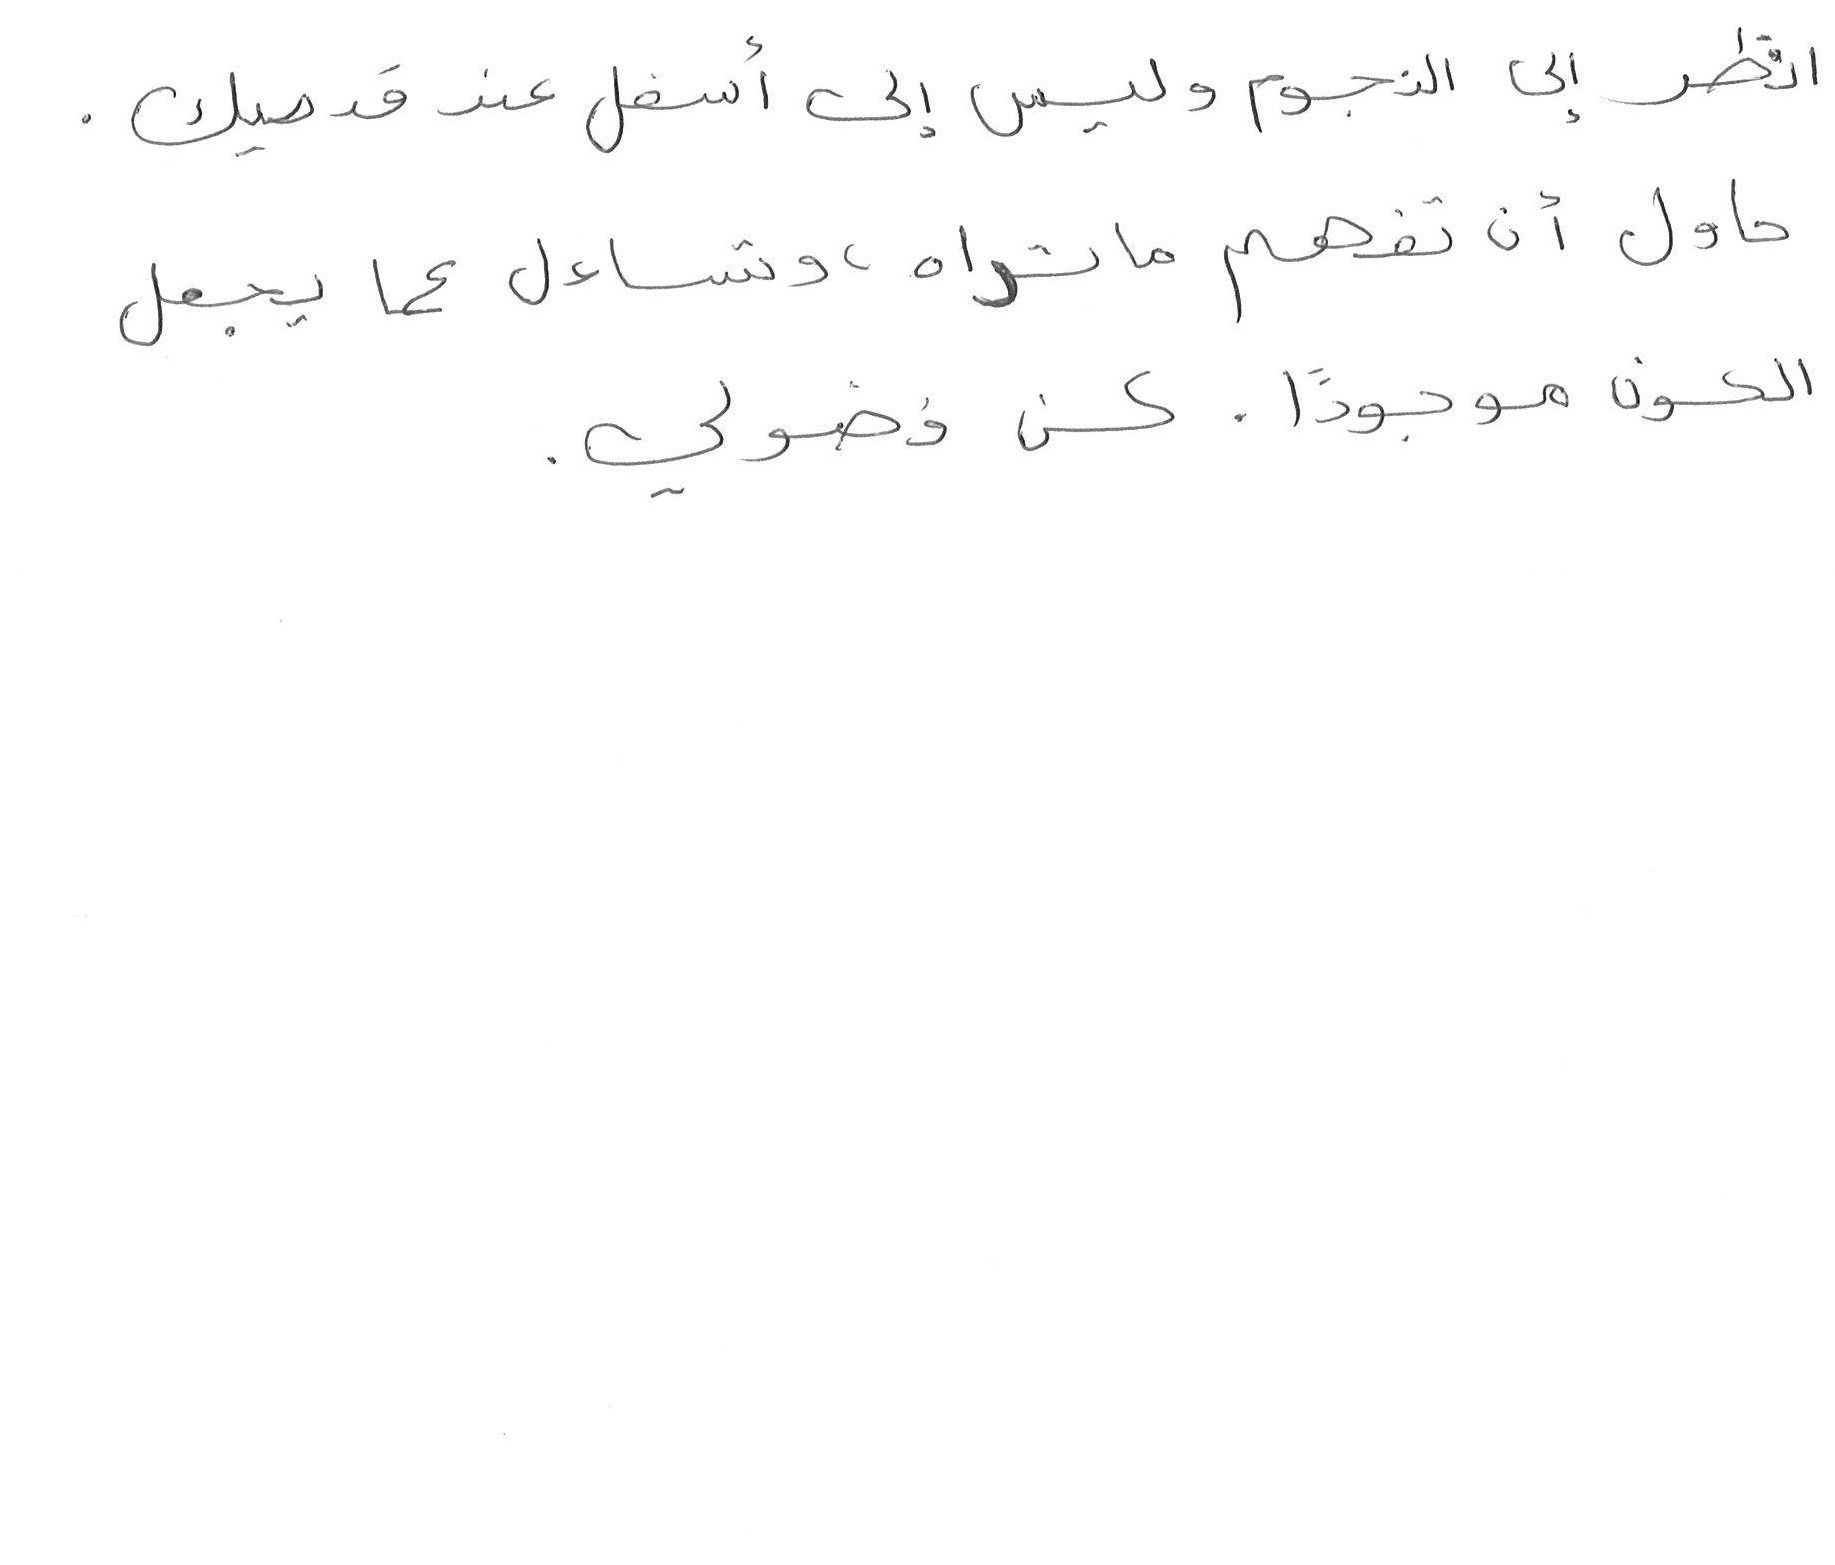 انظر إلى النجوم وليس إلى أسفل عند قدميك .
حاول أن تفهم ما تراه ، وتساءل عما يجعل
الكون موجودًا . كن فضولي .